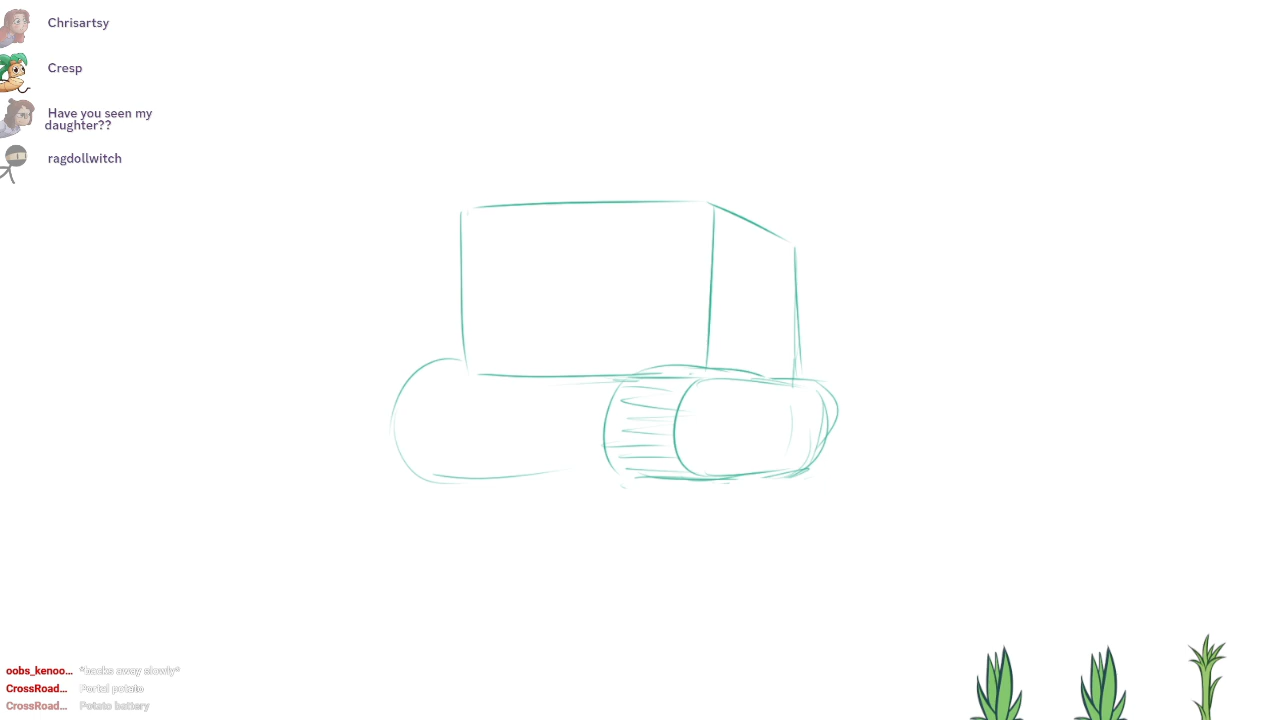 Chrisartsy
Cresp
Have you seen my
daughter??
ragdollwitch
oobs_kenoo... *backs away slowly*
CrossRoad... Portal potato
CrossRoad... Potato battery